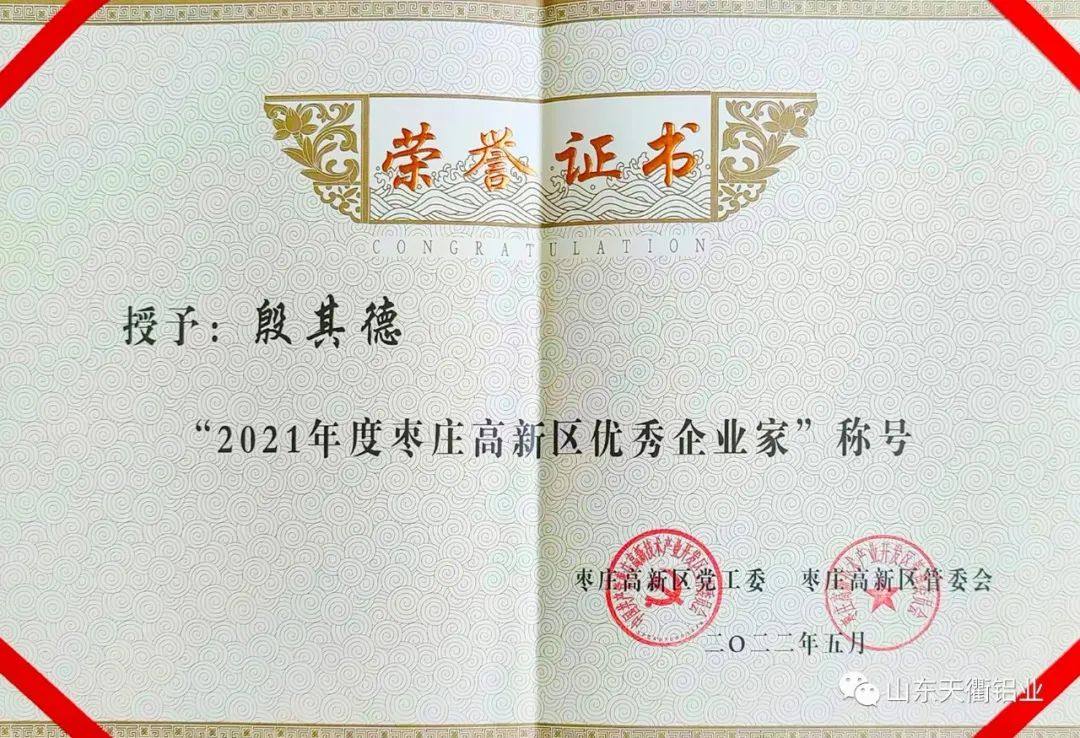 荣誉证书
CONGRATULATION
授予：殷其德
“2021年度枣庄高新区优秀企业家”称号
枣庄高新区党工委 枣庄高新区管委会
二〇二二年五月
山东天衢铝业